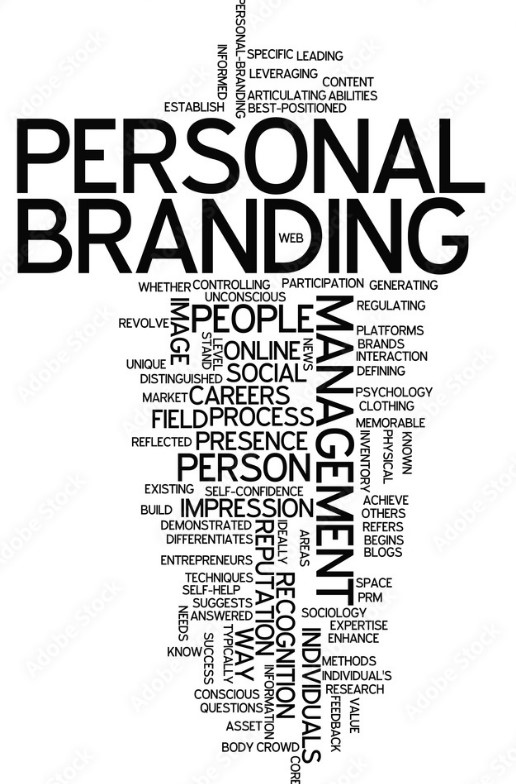 PERSONAL-BRANDING
INFORMED
SPECIFIC LEADING
LEVERAGING
CONTENT
ARTICULATING ABILITIES
ESTABLISH
BEST-POSITIONED
PERSONAL
BRANDING
WEB
WHETHER CONTROLLING PARTICIPATION GENERATING
UNCONSCIOUS
IMAGE
REGULATING
REVOLVE
PEOPLE
MANAGEMENT
PLATFORMS
STAND
LEVEL
ONLINE
NEWS
BRANDS
INTERACTION
UNIQUE
SOCIAL
DEFINING
DISTINGUISHED
MARKET
CAREERS
PSYCHOLOGY
CLOTHING
FIELD PROCESS
MEMORABLE
REFLECTED PRESENCE
INVENTORY
PHYSICAL
KNOWN
PERSON
EXISTING SELF-CONFIDENCE
ACHIEVE
BUILD IMPRESSION
OTHERS
DEMONSTRATED
REPUTATION
IDEALLY
AREAS
REFERS
DIFFERENTIATES
BEGINS
BLOGS
ENTREPRENEURS
TECHNIQUES
RECOGNITION
SPACE
SELF-HELP
PRM
SUGGESTS
NEEDS
ANSWERED
SOCIOLOGY
EXPERTISE
TYPICALLY
WAY
INDIVIDUALS
ENHANCE
SUCCESS
KNOW
METHODS
INFORMATION
INDIVIDUAL'S
CONSCIOUS
RESEARCH
QUESTIONS
FEEDBACK
VALUE
ASSET
BODY CROWD
CORE
Adobe Stock